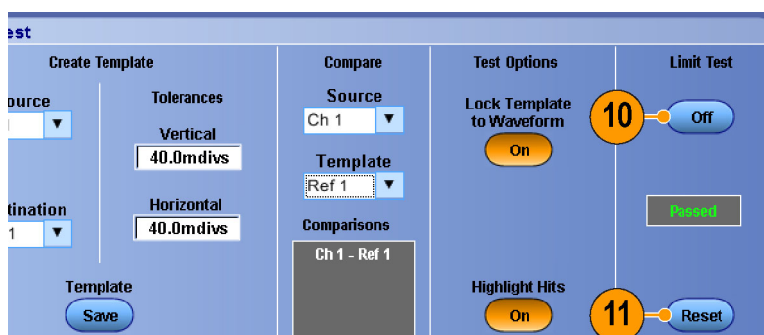 est
Create Template
ource
Tolerances
Vertical
40.0mdivs
Horizontal
40.0mdivs
tination
1
Template
Save
Compare
Source
Ch 1
Template
Ref 1
Comparisons
Ch 1 - Ref 1
Test Options
Lock Template
to Waveform
On
Highlight Hits
On
Limit Test
10
Off
Passed
11
Reset